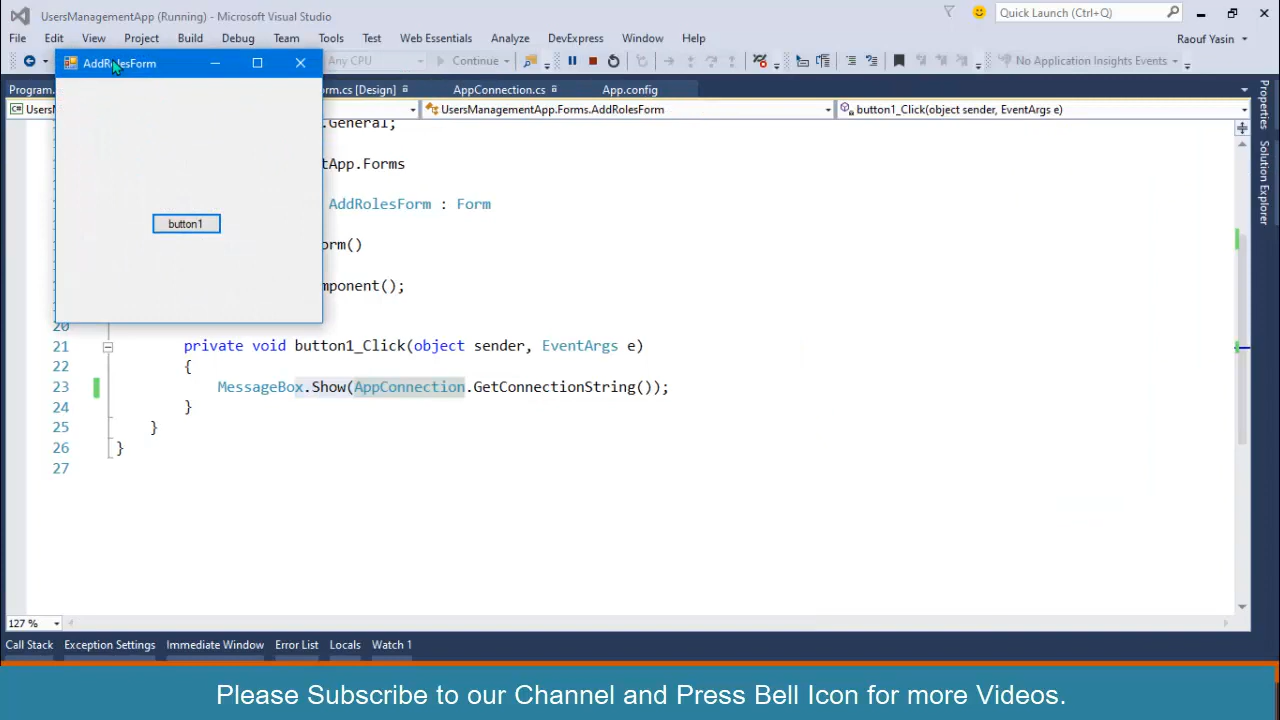 UsersManagementApp (Running) - Microsoft Visual Studio
Quick Launch (Ctrl+Q)
File Edit View Project Build Debug Team Tools Test Web Essentials Analyze DevExpress Window Help
Raouf Yasin
AddRolesForm
Any CPU
Continue
No Application Insights Events
Program.
orm.cs [Design]
AppConnection.cs
App.config
Users
UsersManagementApp.Forms.AddRolesForm
button1_Click(object sender, EventArgs e)
.General;
tApp.Forms
AddRolesForm : Form
button1
orm()
mponent();
20
21 private void button1_Click(object sender, EventArgs e)
22 {
23 MessageBox.Show(AppConnection.GetConnectionString());
24 }
25 }
26 }
27
127 %
Call Stack Exception Settings Immediate Window Error List Locals Watch 1
Properties
Solution Explorer
Please Subscribe to our Channel and Press Bell Icon for more Videos.